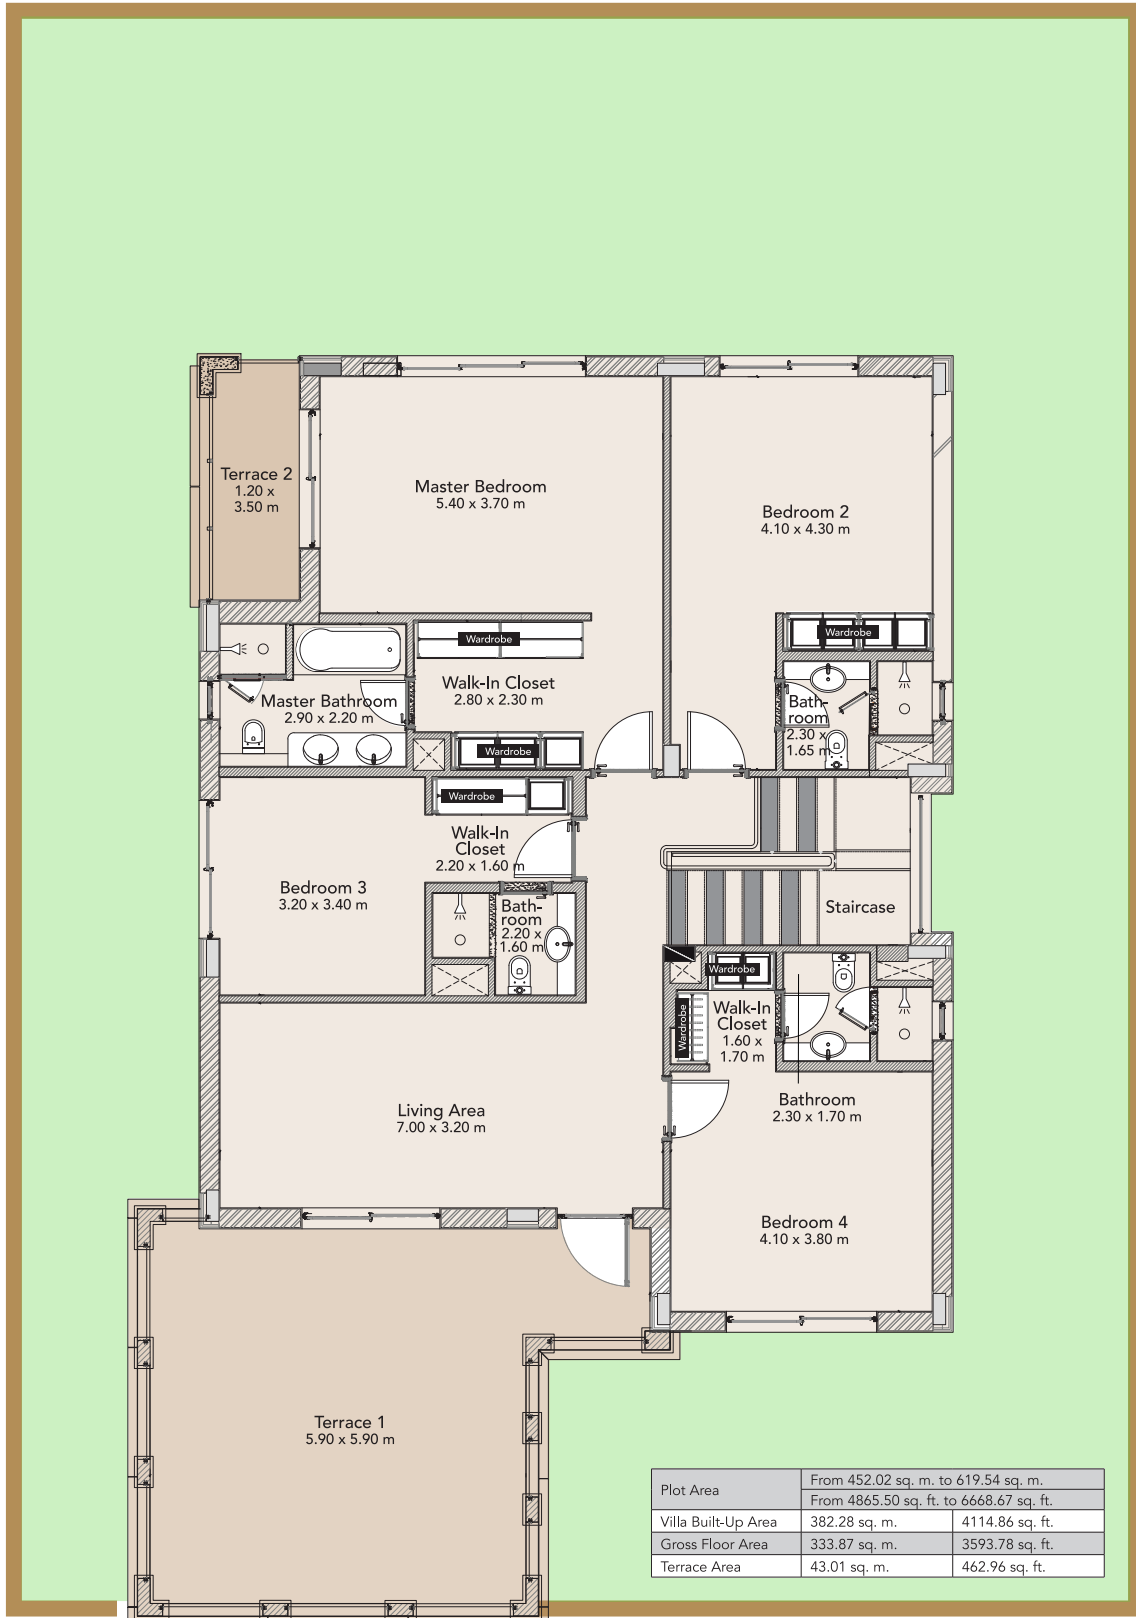 Terrace 2
1.20 x
3.50 m
Master Bedroom
5.40 x 3.70 m
Bedroom 2
4.10 x 4.30 m
Wardrobe
Wardrobe
Walk-In Closet
2.80 x 2.30 m
Master Bathroom
2.90 x 2.20 m
Bath-
room
2.30 x
1.65 m
Wardrobe
Wardrobe
Walk-In
Closet
2.20 x 1.60 m
Bedroom 3
3.20 x 3.40 m
Bath-
room
2.20 x
1.60 m
Staircase
Wardrobe
Wardrobe
Walk-In
Closet
1.60 x
1.70 m
Bathroom
2.30 x 1.70 m
Living Area
7.00 x 3.20 m
Bedroom 4
4.10 x 3.80 m
Terrace 1
5.90 x 5.90 m
Plot Area
From 452.02 sq. m. to 619.54 sq. m.
From 4865.50 sq. ft. to 6668.67 sq. ft.
Villa Built-Up Area 382.28 sq. m. 4114.86 sq. ft.
Gross Floor Area 333.87 sq. m. 3593.78 sq. ft.
Terrace Area 43.01 sq. m. 462.96 sq. ft.